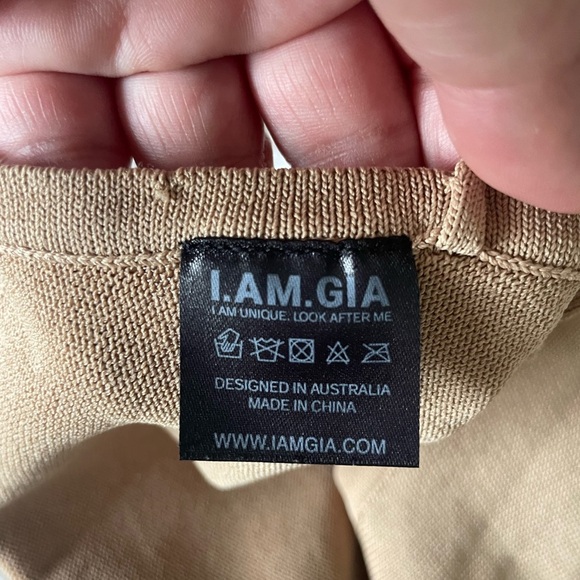 I.AM.GIA
I AM UNIQUE. LOOK AFTER ME
DESIGNED IN AUSTRALIA
MADE IN CHINA
WWW.IAMGIA.COM